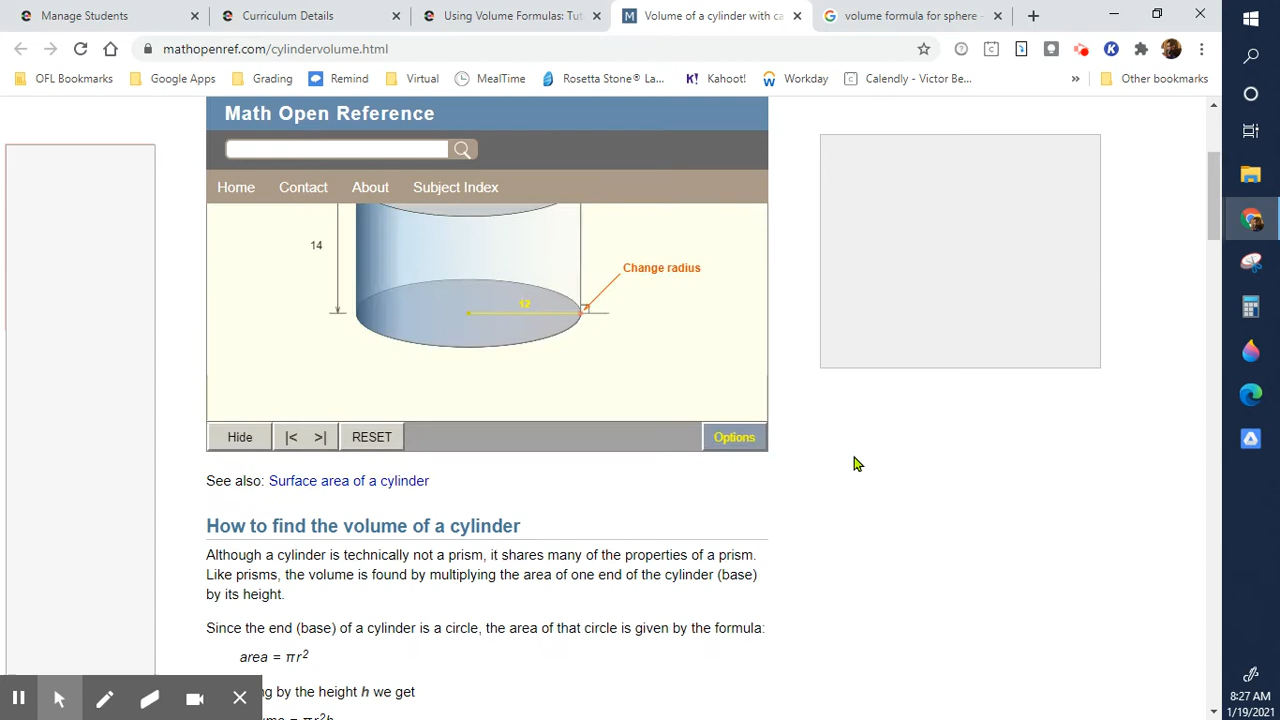 Manage Students
Curriculum Details
Using Volume Formulas: Tut
Volume of a cylinder with ca
volume formula for sphere -
mathopenref.com/cylindervolume.html
OFL Bookmarks
Google Apps
Grading
Remind
Virtual
MealTime
Rosetta Stone® La...
Kahoot!
Workday
Calendly - Victor Be...
»
Other bookmarks
Math Open Reference
Home
Contact
About
Subject Index
14
Change radius
12
Hide
|<
>|
RESET
Options
See also: Surface area of a cylinder
How to find the volume of a cylinder
Although a cylinder is technically not a prism, it shares many of the properties of a prism.
Like prisms, the volume is found by multiplying the area of one end of the cylinder (base)
by its height.
Since the end (base) of a cylinder is a circle, the area of that circle is given by the formula:
area = πr²
g by the height h we get
ume = πr²h
8:27 AM
1/19/2021